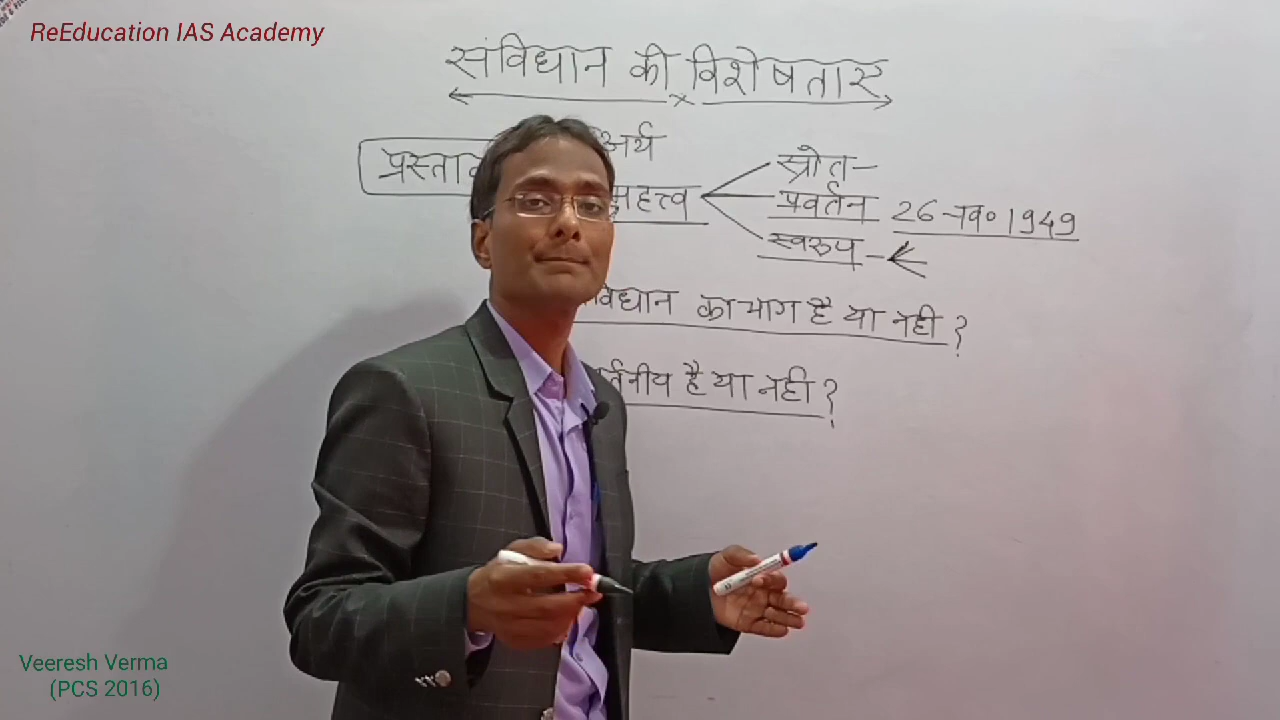 ReEducation IAS Academy
संविधान की विशेषताएँ
अर्थ
प्रस्ताव
महत्त्व
स्रोत-
प्रवर्तन 26 नव० 1949
स्वरूप -
विधान का भाग है या नही ?
र्तनीय है या नही ?
Veeresh Verma
(PCS 2016)